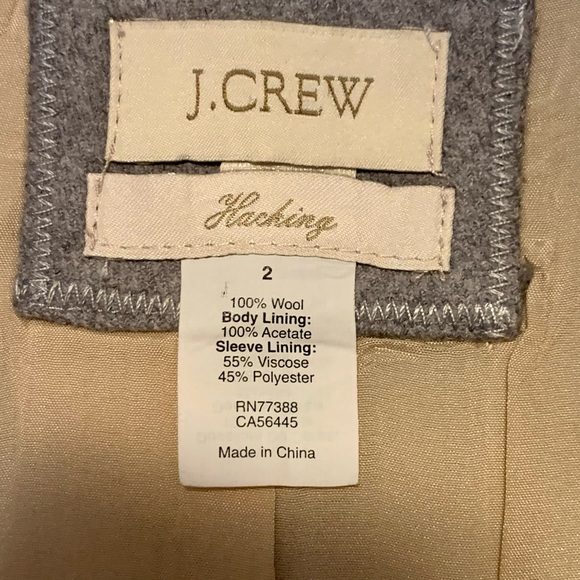 J.CREW
Hacking
2
100% Wool
Body Lining:
100% Acetate
Sleeve Lining:
55% Viscose
45% Polyester
RN77388
CA56445
Made in China